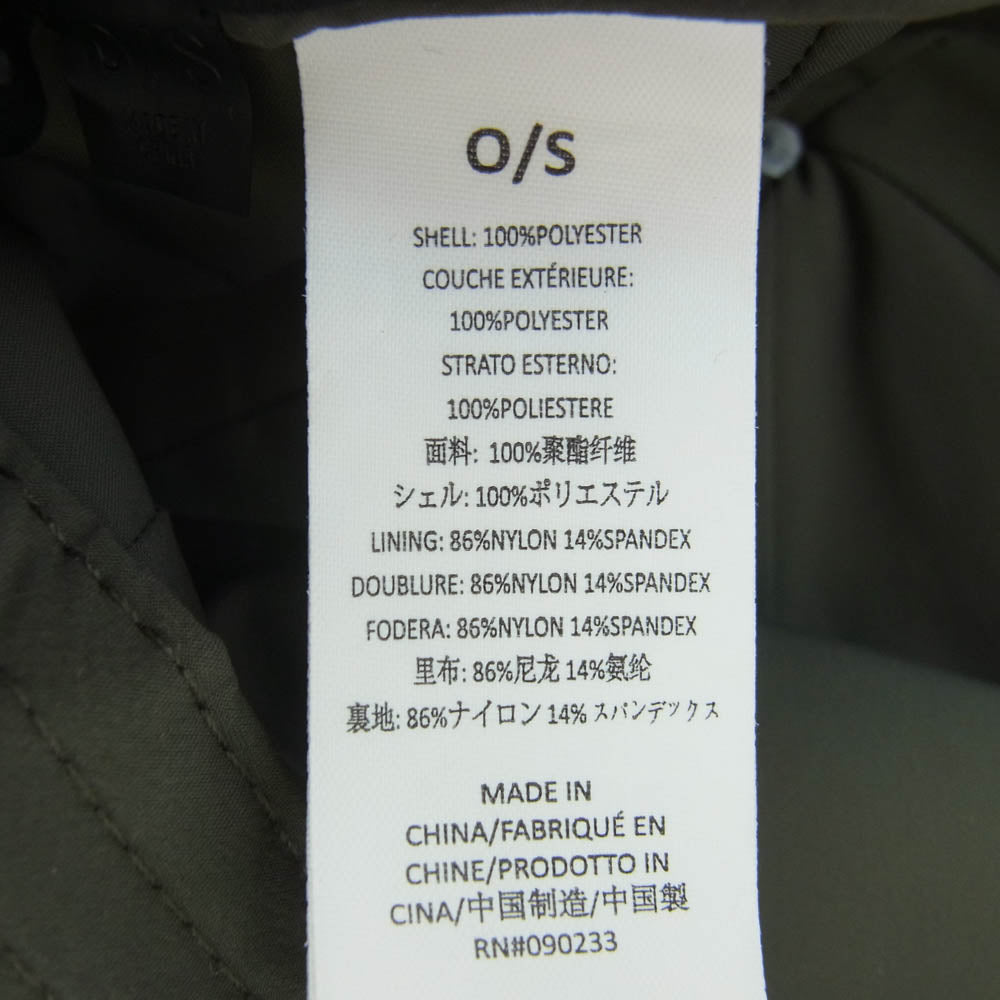 O/S
SHELL: 100%POLYESTER
COUCHE EXTÉRIEURE:
100%POLYESTER
STRATO ESTERNO:
100%POLIESTERE
面料: 100%聚酯纤维
シェル: 100%ポリエステル
LINING: 86%NYLON 14%SPANDEX
DOUBLURE: 86%NYLON 14%SPANDEX
FODERA: 86%NYLON 14%SPANDEX
里布: 86%尼龙 14%氨纶
裏地: 86%ナイロン 14% スパンデックス
MADE IN
CHINA/FABRIQUÉ EN
CHINE/PRODOTTO IN
CINA/中国制造/中国製
RN#090233